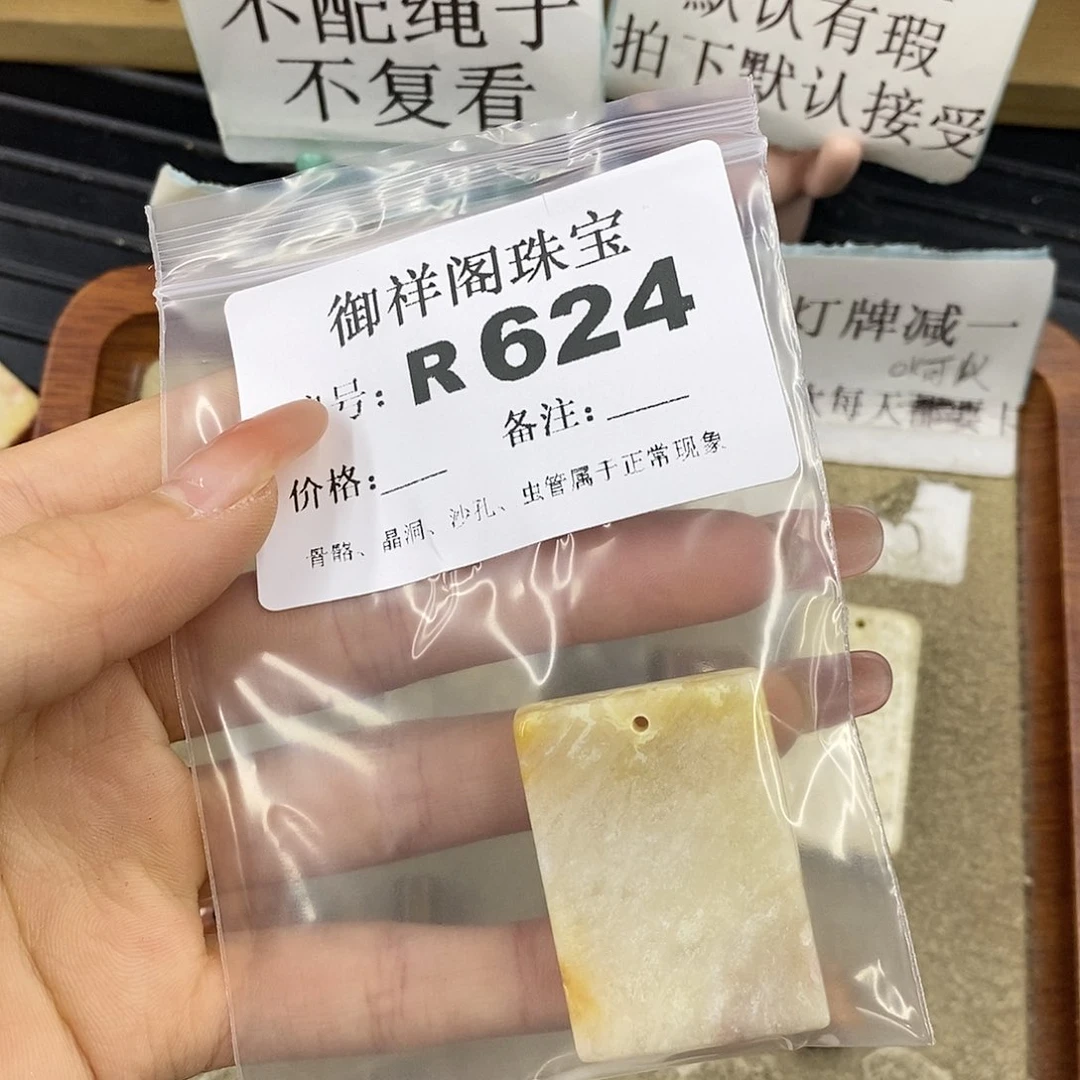 不配绳子
不复看
默认有瑕
拍下默认接受
御祥阁珠宝
号: R624
备注:
价格:
骨骼、晶洞、沙孔、虫管属于正常现象
灯牌减一
每天